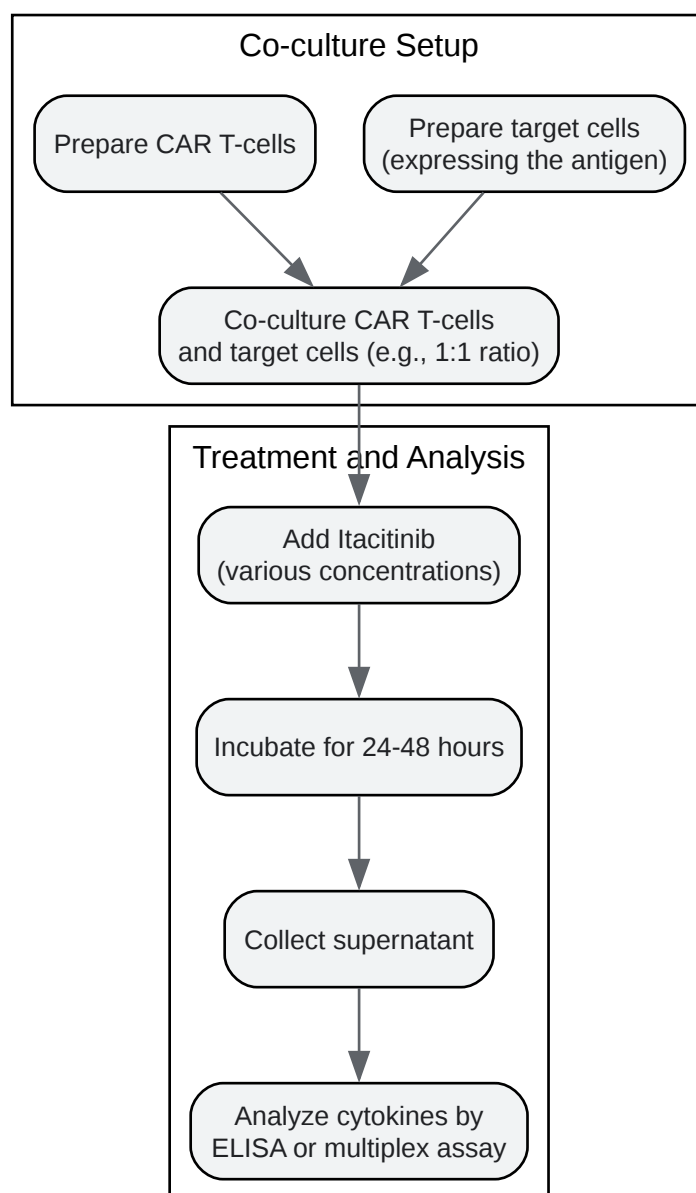 Co-culture Setup
Prepare CAR T-cells
Prepare target cells
(expressing the antigen)
Co-culture CAR T-cells
and target cells (e.g., 1:1 ratio)
Treatment and Analysis
Add Itacitinib
(various concentrations)
Incubate for 24-48 hours
Collect supernatant
Analyze cytokines by
ELISA or multiplex assay